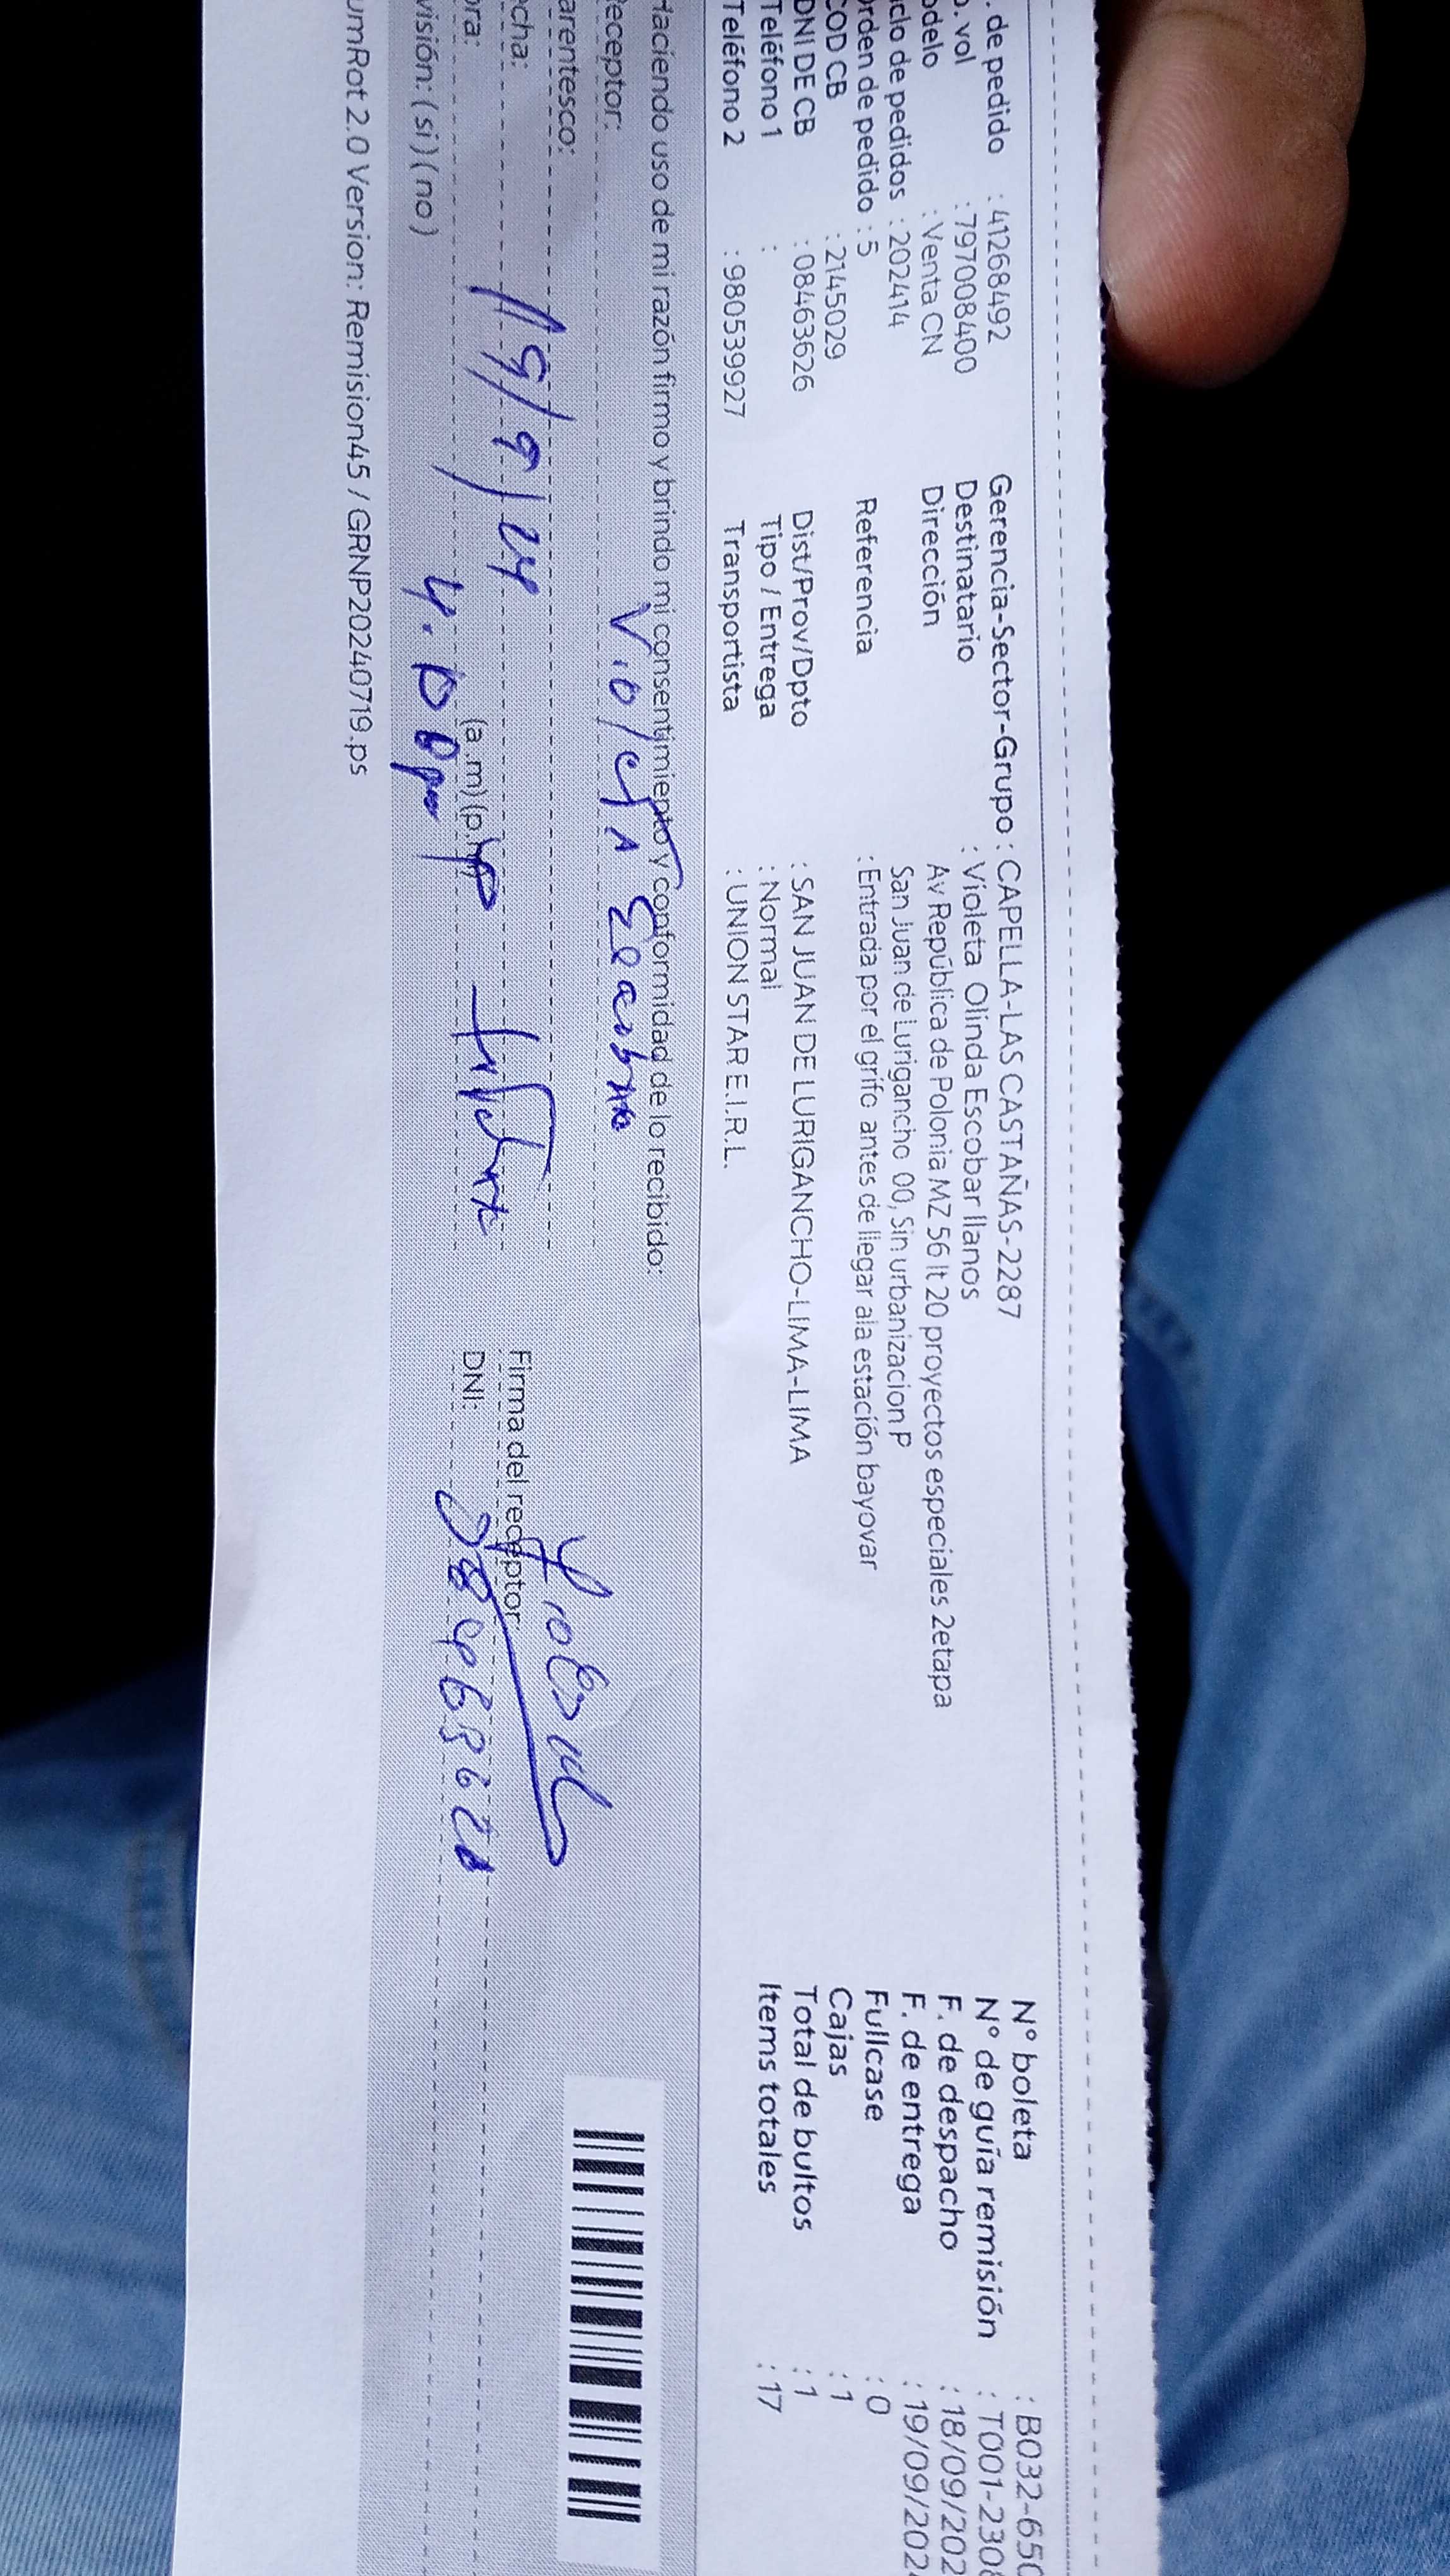 . de pedido : 41268492
. vol : 797008400
odelo : Venta CN
clo de pedidos : 202414
rden de pedido : 5
COD CB : 2145029
DNI DE CB : 08463626
Teléfono 1 :
Teléfono 2 : 980539927
Gerencia-Sector-Grupo : CAPELLA-LAS CASTAÑAS-2287
Destinatario : Violeta Olinda Escobar llanos
Dirección Av República de Polonia MZ 56 lt 20 proyectos especiales 2etapa
San Juan de Lurigancho 00, Sin urbanizacion P
Referencia : Entrada por el grifo antes de llegar ala estación bayovar
Dist/Prov/Dpto : SAN JUAN DE LURIGANCHO-LIMA-LIMA
Tipo / Entrega : Normal
Transportista : UNION STAR E.I.R.L.
N° boleta : B032-650
N° de guía remisión : T001-230
F. de despacho : 18/09/202
F. de entrega : 19/09/202
Fullcase : 0
Cajas : 1
Total de bultos : 1
Items totales : 17
Haciendo uso de mi razón firmo y brindo mi consentimiento y conformidad de lo recibido:
Receptor: Violeta
arentesco:
echa: 19/9/24
ora: 4.00pm (a.m) (p.m)
visión: (si) (no)
Firma del receptor:
DNI:
umRot 2.0 Version: Remision45 / GRNP20240719.ps